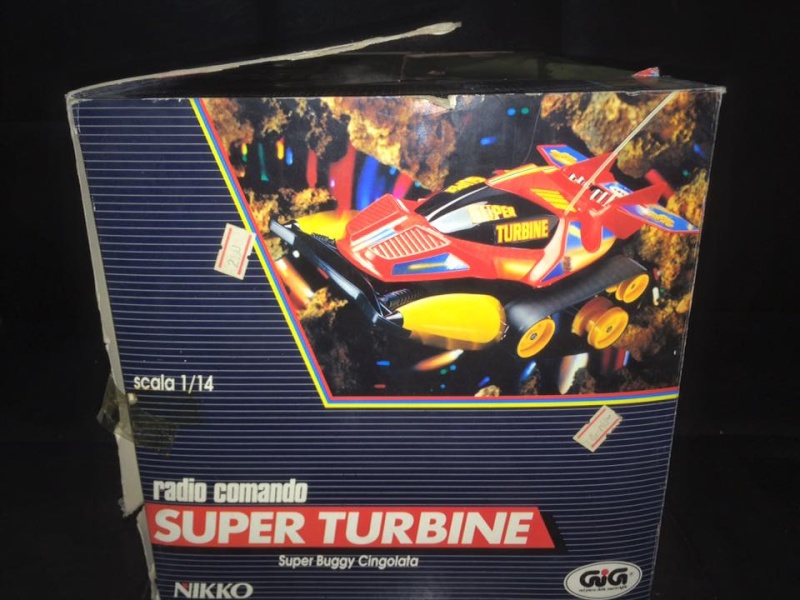 SUPER
TURBINE
scala 1/14
radio comando
SUPER TURBINE
Super Buggy Cingolata
NIKKO
GiG